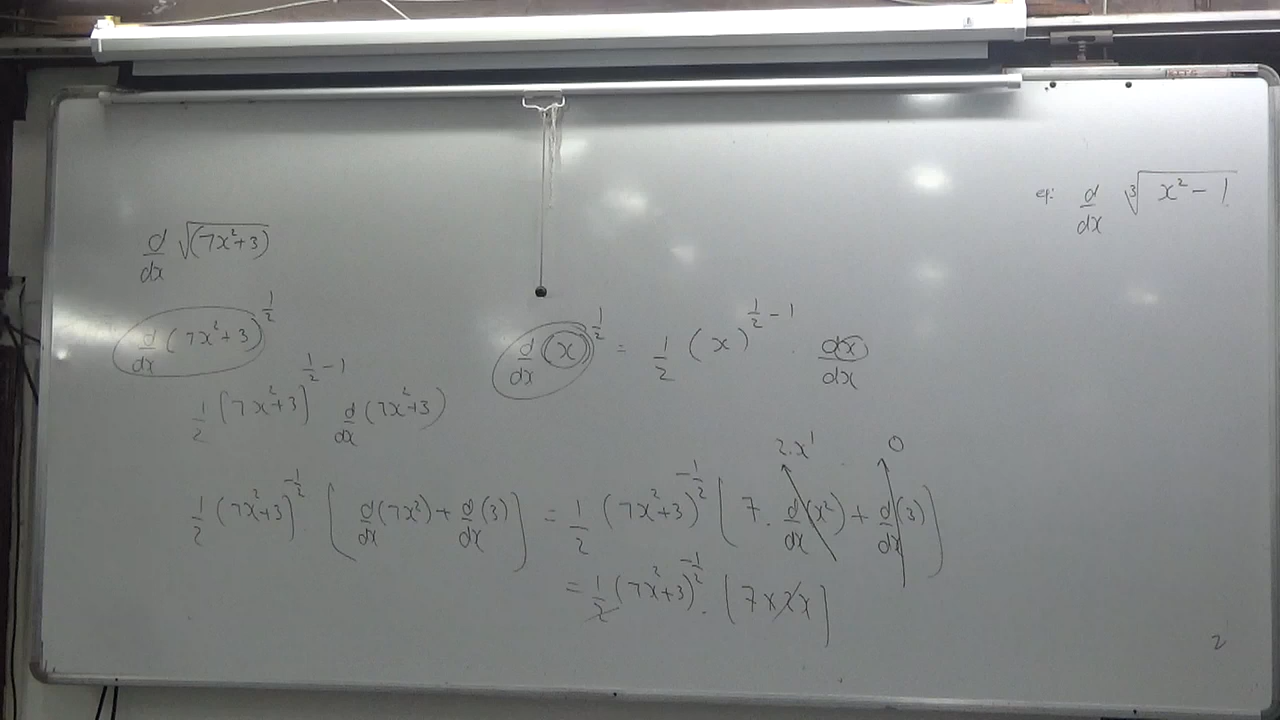 d/dx √(7x²+3)
d/dx (7x²+3)^(1/2)
1/2 (7x²+3)^(1/2 - 1) d/dx (7x²+3)
1/2 (7x²+3)^(-1/2) . [d/dx (7x²) + d/dx (3)] = 1/2 (7x²+3)^(-1/2) [7 . d/dx (x²) + d/dx (3)]
2.x¹
0
= 1/2 (7x²+3)^(-1/2) . [7 x 2x]
d/dx (x)^(1/2) = 1/2 (x)^(1/2 - 1) . dx/dx
d/dx ∛(x² - 1)
2